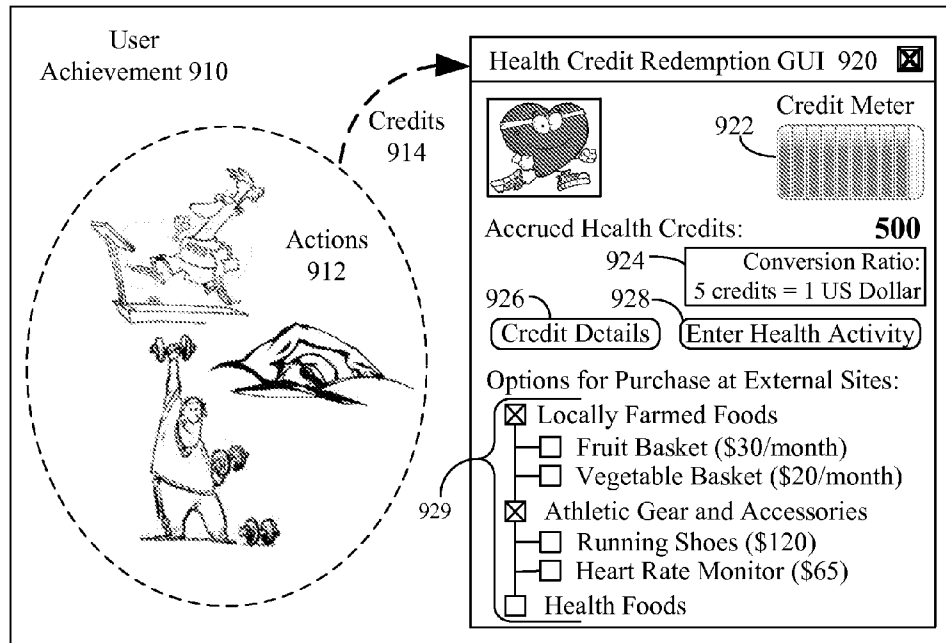 User
Achievement 910
Credits
914
Actions
912
Health Credit Redemption GUI 920
Credit Meter
922
Accrued Health Credits: 500
924
Conversion Ratio:
5 credits = 1 US Dollar
926
928
Credit Details
Enter Health Activity
Options for Purchase at External Sites:
Locally Farmed Foods
Fruit Basket ($30/month)
Vegetable Basket ($20/month)
929
Athletic Gear and Accessories
Running Shoes ($120)
Heart Rate Monitor ($65)
Health Foods